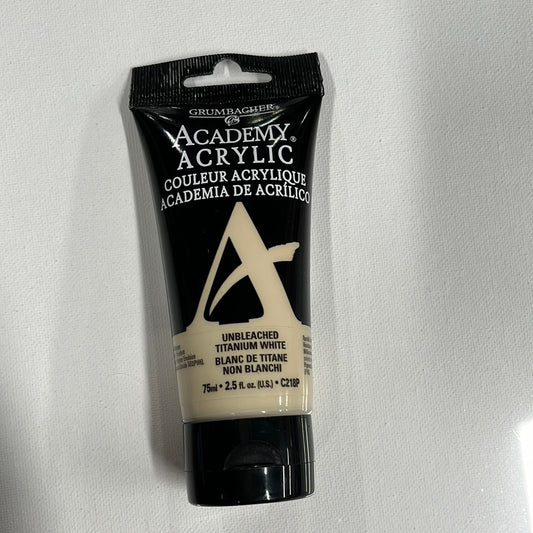 GRUMBACHER®
ACADEMY®
ACRYLIC
COULEUR ACRYLIQUE
ACADEMIA DE ACRÍLICO
A
UNBLEACHED
TITANIUM WHITE
BLANC DE TITANE
NON BLANCHI
75ml • 2.5 fl. oz. (U.S.) • C218P